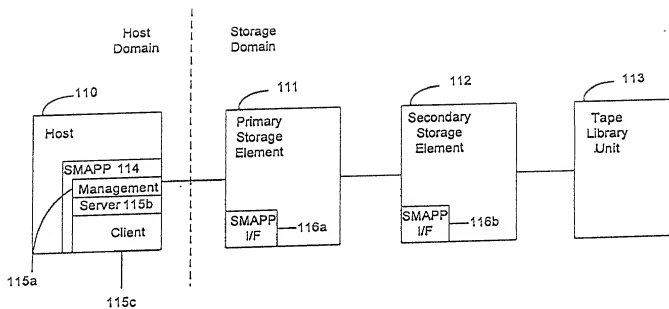 Host
Domain
Storage
Domain
110
111
112
113
Host
SMAPP 114
Management
Server 115b
Client
115a
115c
Primary
Storage
Element
SMAPP
I/F
116a
Secondary
Storage
Element
SMAPP
I/F
116b
Tape
Library
Unit